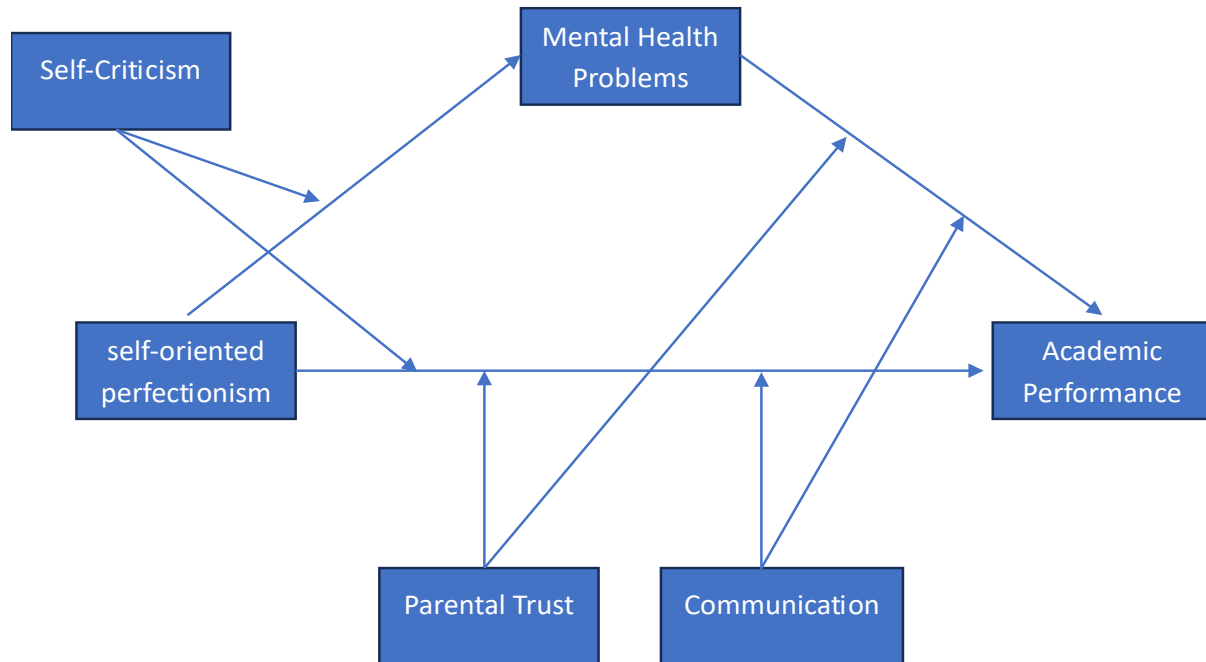 Mental Health
Problems
Self-Criticism
self-oriented
perfectionism
Academic
Performance
Parental Trust
Communication